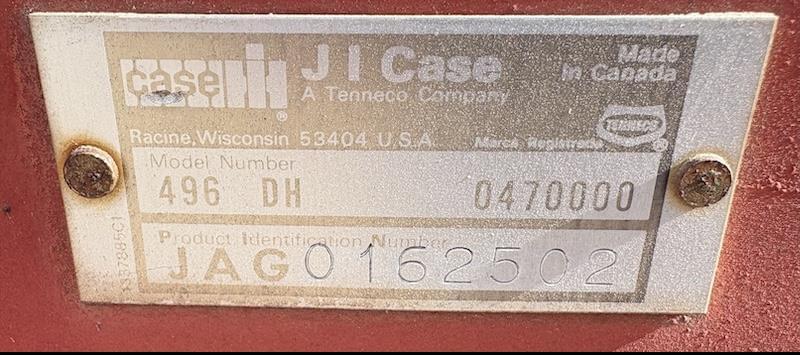 case IH ®
J I Case
A Tenneco Company
Made
in Canada
Racine, Wisconsin 53404 U.S.A.
Marca Registrada
TENNECO ®
Model Number
496 DH 0470000
Product Identification Number
JAG0162502